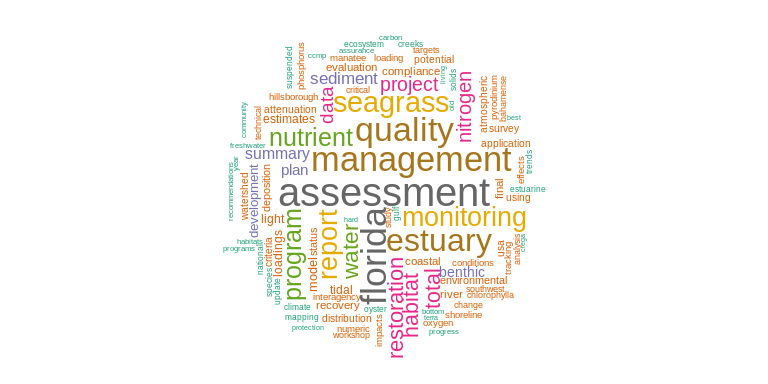 carbon
ecosystem
creeks
assurance
targets
ccmp
manatee
loading
potential
suspended
phosphorus
evaluation
compliance
living
solids
sediment
critical
project
nitrogen
atmospheric
pyrodinium
bahamense
hillsborough
data
seagrass
old
community
technical
attenuation
estimates
best
quality
survey
nutrient
application
freshwater
summary
management
trends
year
plan
effects
recommendations
watershed
development
deposition
assessment
final
estuarine
using
light
florida
study
gulf
monitoring
program
report
hard
water
estuary
usa
analysis
crega
habitats
programs
criteria
loadings
status
national
model
coastal
conditions
tracking
benthic
species
update
restoration
habitat
total
environmental
tidal
southwest
interagency
river
chlorophylla
climate
recovery
oyster
change
mapping
distribution
bottom
shoreline
terra
protection
numeric
impacts
oxygen
workshop
progress